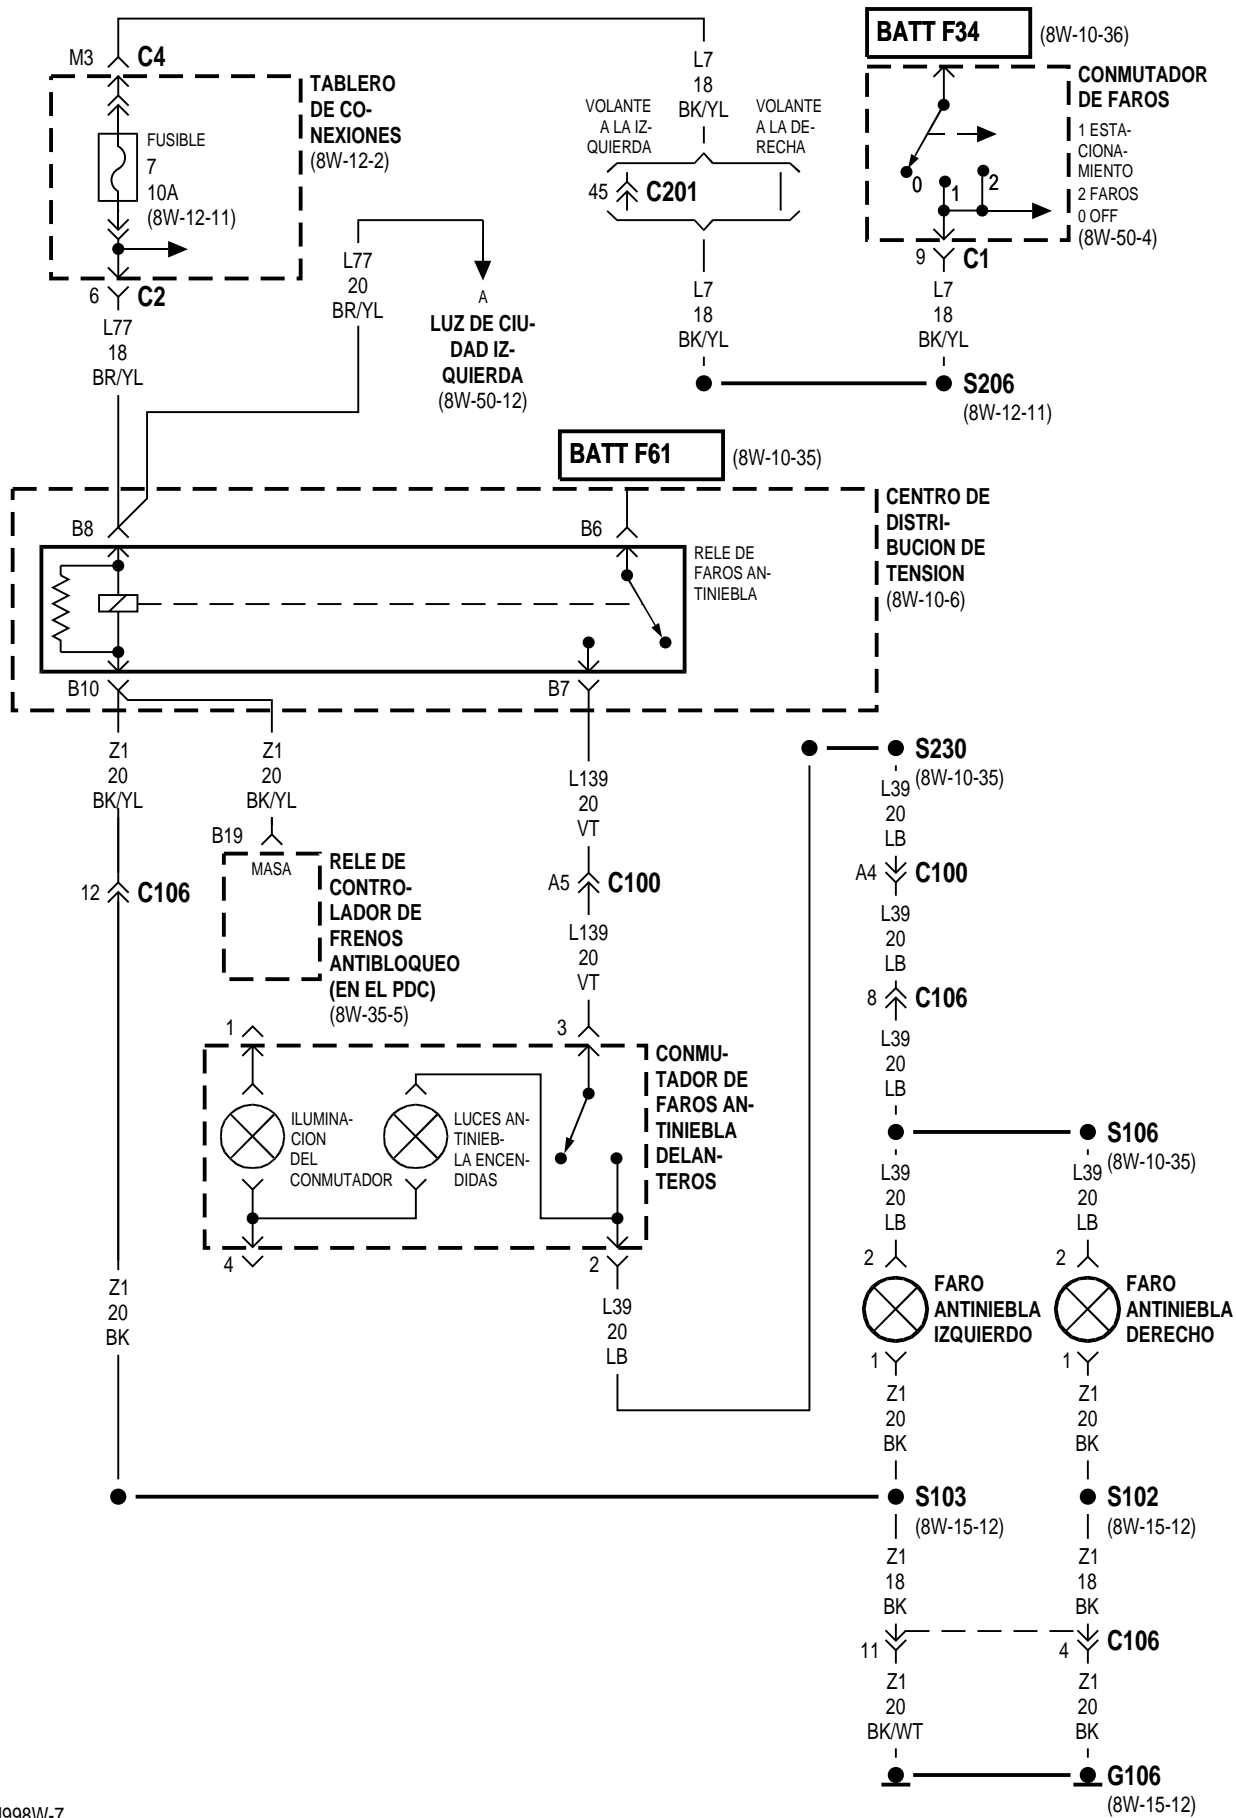 BATT F34
(8W-10-36)
M3
C4
TABLERO
DE CO-
NEXIONES
(8W-12-2)
FUSIBLE
7
10A
(8W-12-11)
6
C2
L77
18
BR/YL
L77
20
BR/YL
A
LUZ DE CIU-
DAD IZ-
QUIERDA
(8W-50-12)
L7
18
BK/YL
VOLANTE
A LA IZ-
QUIERDA
VOLANTE
A LA DE-
RECHA
45
C201
L7
18
BK/YL
CONMUTADOR
DE FAROS
1 ESTA-
CIONA-
MIENTO
2 FAROS
0 OFF
(8W-50-4)
0
1
2
9
C1
L7
18
BK/YL
S206
(8W-12-11)
BATT F61
(8W-10-35)
CENTRO DE
DISTRI-
BUCION DE
TENSION
(8W-10-6)
B8
B6
RELE DE
FAROS AN-
TINIEBLA
B10
B7
Z1
20
BK/YL
Z1
20
BK/YL
B19
MASA
RELE DE
CONTRO-
LADOR DE
FRENOS
ANTIBLOQUEO
(EN EL PDC)
(8W-35-5)
12
C106
L139
20
VT
A5
C100
L139
20
VT
S230
(8W-10-35)
L39
20
LB
A4
C100
L39
20
LB
8
C106
L39
20
LB
1
3
CONMU-
TADOR DE
FAROS AN-
TINIEBLA
DELAN-
TEROS
ILUMINA-
CION
DEL
CONMUTADOR
LUCES AN-
TINIEB-
LA ENCEN-
DIDAS
4
2
L39
20
LB
S106
(8W-10-35)
L39
20
LB
L39
20
LB
2
2
FARO
ANTINIEBLA
IZQUIERDO
FARO
ANTINIEBLA
DERECHO
1
1
Z1
20
BK
Z1
20
BK
Z1
20
BK
S103
(8W-15-12)
S102
(8W-15-12)
Z1
18
BK
Z1
18
BK
11
4
C106
Z1
20
BK/WT
Z1
20
BK
G106
(8W-15-12)